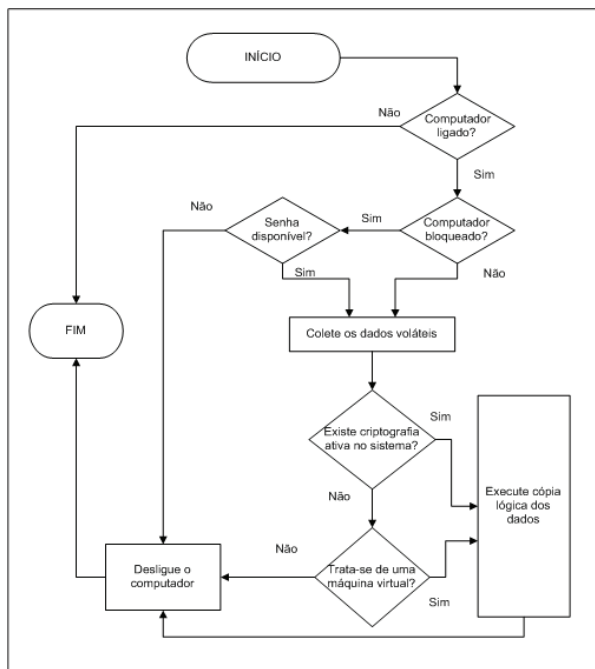 INÍCIO
Não
Computador
ligado?
Sim
Não
Senha
disponível?
Sim
Computador
bloqueado?
Sim
Não
FIM
Colete os dados voláteis
Sim
Existe criptografia
ativa no sistema?
Execute cópia
lógica dos
dados
Não
Não
Desligue o
computador
Trata-se de uma
máquina virtual?
Sim